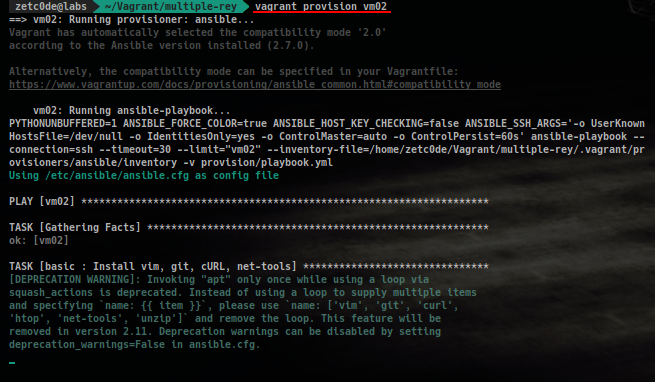 zetc0de@labs ~/Vagrant/multiple-rey vagrant provision vm02
==> vm02: Running provisioner: ansible...
Vagrant has automatically selected the compatibility mode '2.0'
according to the Ansible version installed (2.7.0).
Alternatively, the compatibility mode can be specified in your Vagrantfile:
https://www.vagrantup.com/docs/provisioning/ansible_common.html#compatibility_mode
vm02: Running ansible-playbook...
PYTHONUNBUFFERED=1 ANSIBLE_FORCE_COLOR=true ANSIBLE_HOST_KEY_CHECKING=false ANSIBLE_SSH_ARGS='-o UserKnown
HostsFile=/dev/null -o IdentitiesOnly=yes -o ControlMaster=auto -o ControlPersist=60s' ansible-playbook --
connection=ssh --timeout=30 --limit="vm02" --inventory-file=/home/zetc0de/Vagrant/multiple-rey/.vagrant/pr
ovisioners/ansible/inventory -v provision/playbook.yml
Using /etc/ansible/ansible.cfg as config file
PLAY [vm02] ********************************************************************
TASK [Gathering Facts] *********************************************************
ok: [vm02]
TASK [basic : Install vim, git, cURL, net-tools] *******************************
[DEPRECATION WARNING]: Invoking "apt" only once while using a loop via
squash_actions is deprecated. Instead of using a loop to supply multiple items
and specifying `name: {{ item }}`, please use `name: ['vim', 'git', 'curl',
'htop', 'net-tools', 'unzip']` and remove the loop. This feature will be
removed in version 2.11. Deprecation warnings can be disabled by setting
deprecation_warnings=False in ansible.cfg.